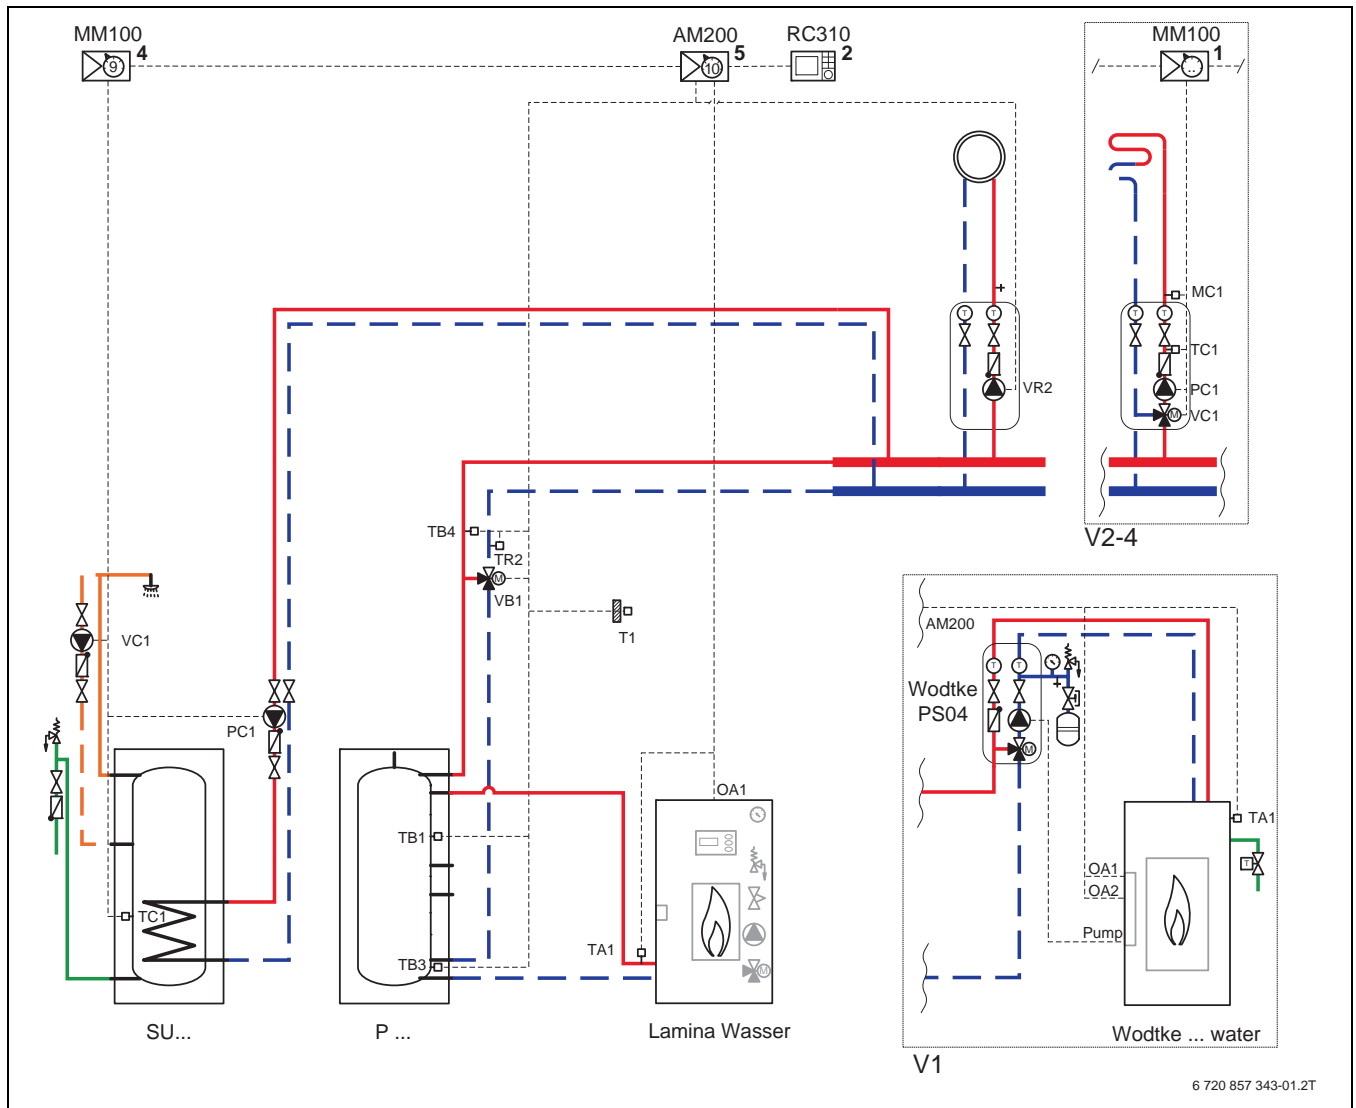 MM100
4
9
AM200
5
10
RC310
2
MM100
1
...
T
T
VR2
T
T
MC1
TC1
PC1
M
VC1
V2-4
TB4
TR2
M
VB1
T1
VC1
PC1
TC1
SU...
TB1
TB3
P ...
OA1
TA1
M
Lamina Wasser
AM200
T
T
Wodtke
PS04
M
TA1
T
OA1
OA2
Pump
Wodtke ... water
V1
6 720 857 343-01.2T